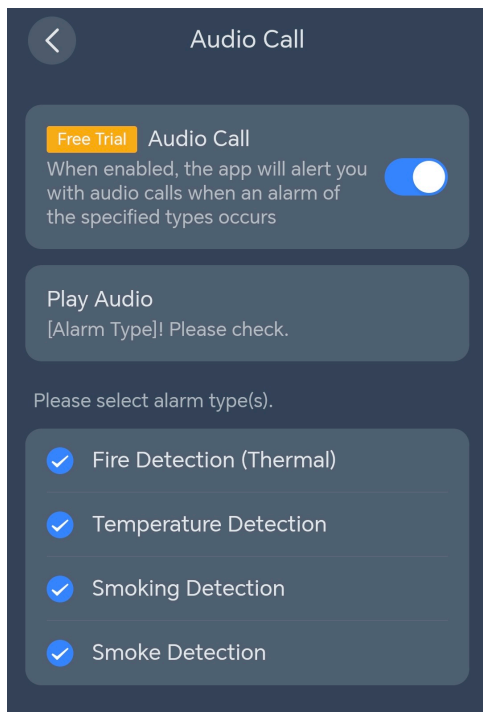 Audio Call
Free Trial Audio Call
When enabled, the app will alert you
with audio calls when an alarm of
the specified types occurs
Play Audio
[Alarm Type]! Please check.
Please select alarm type(s).
Fire Detection (Thermal)
Temperature Detection
Smoking Detection
Smoke Detection